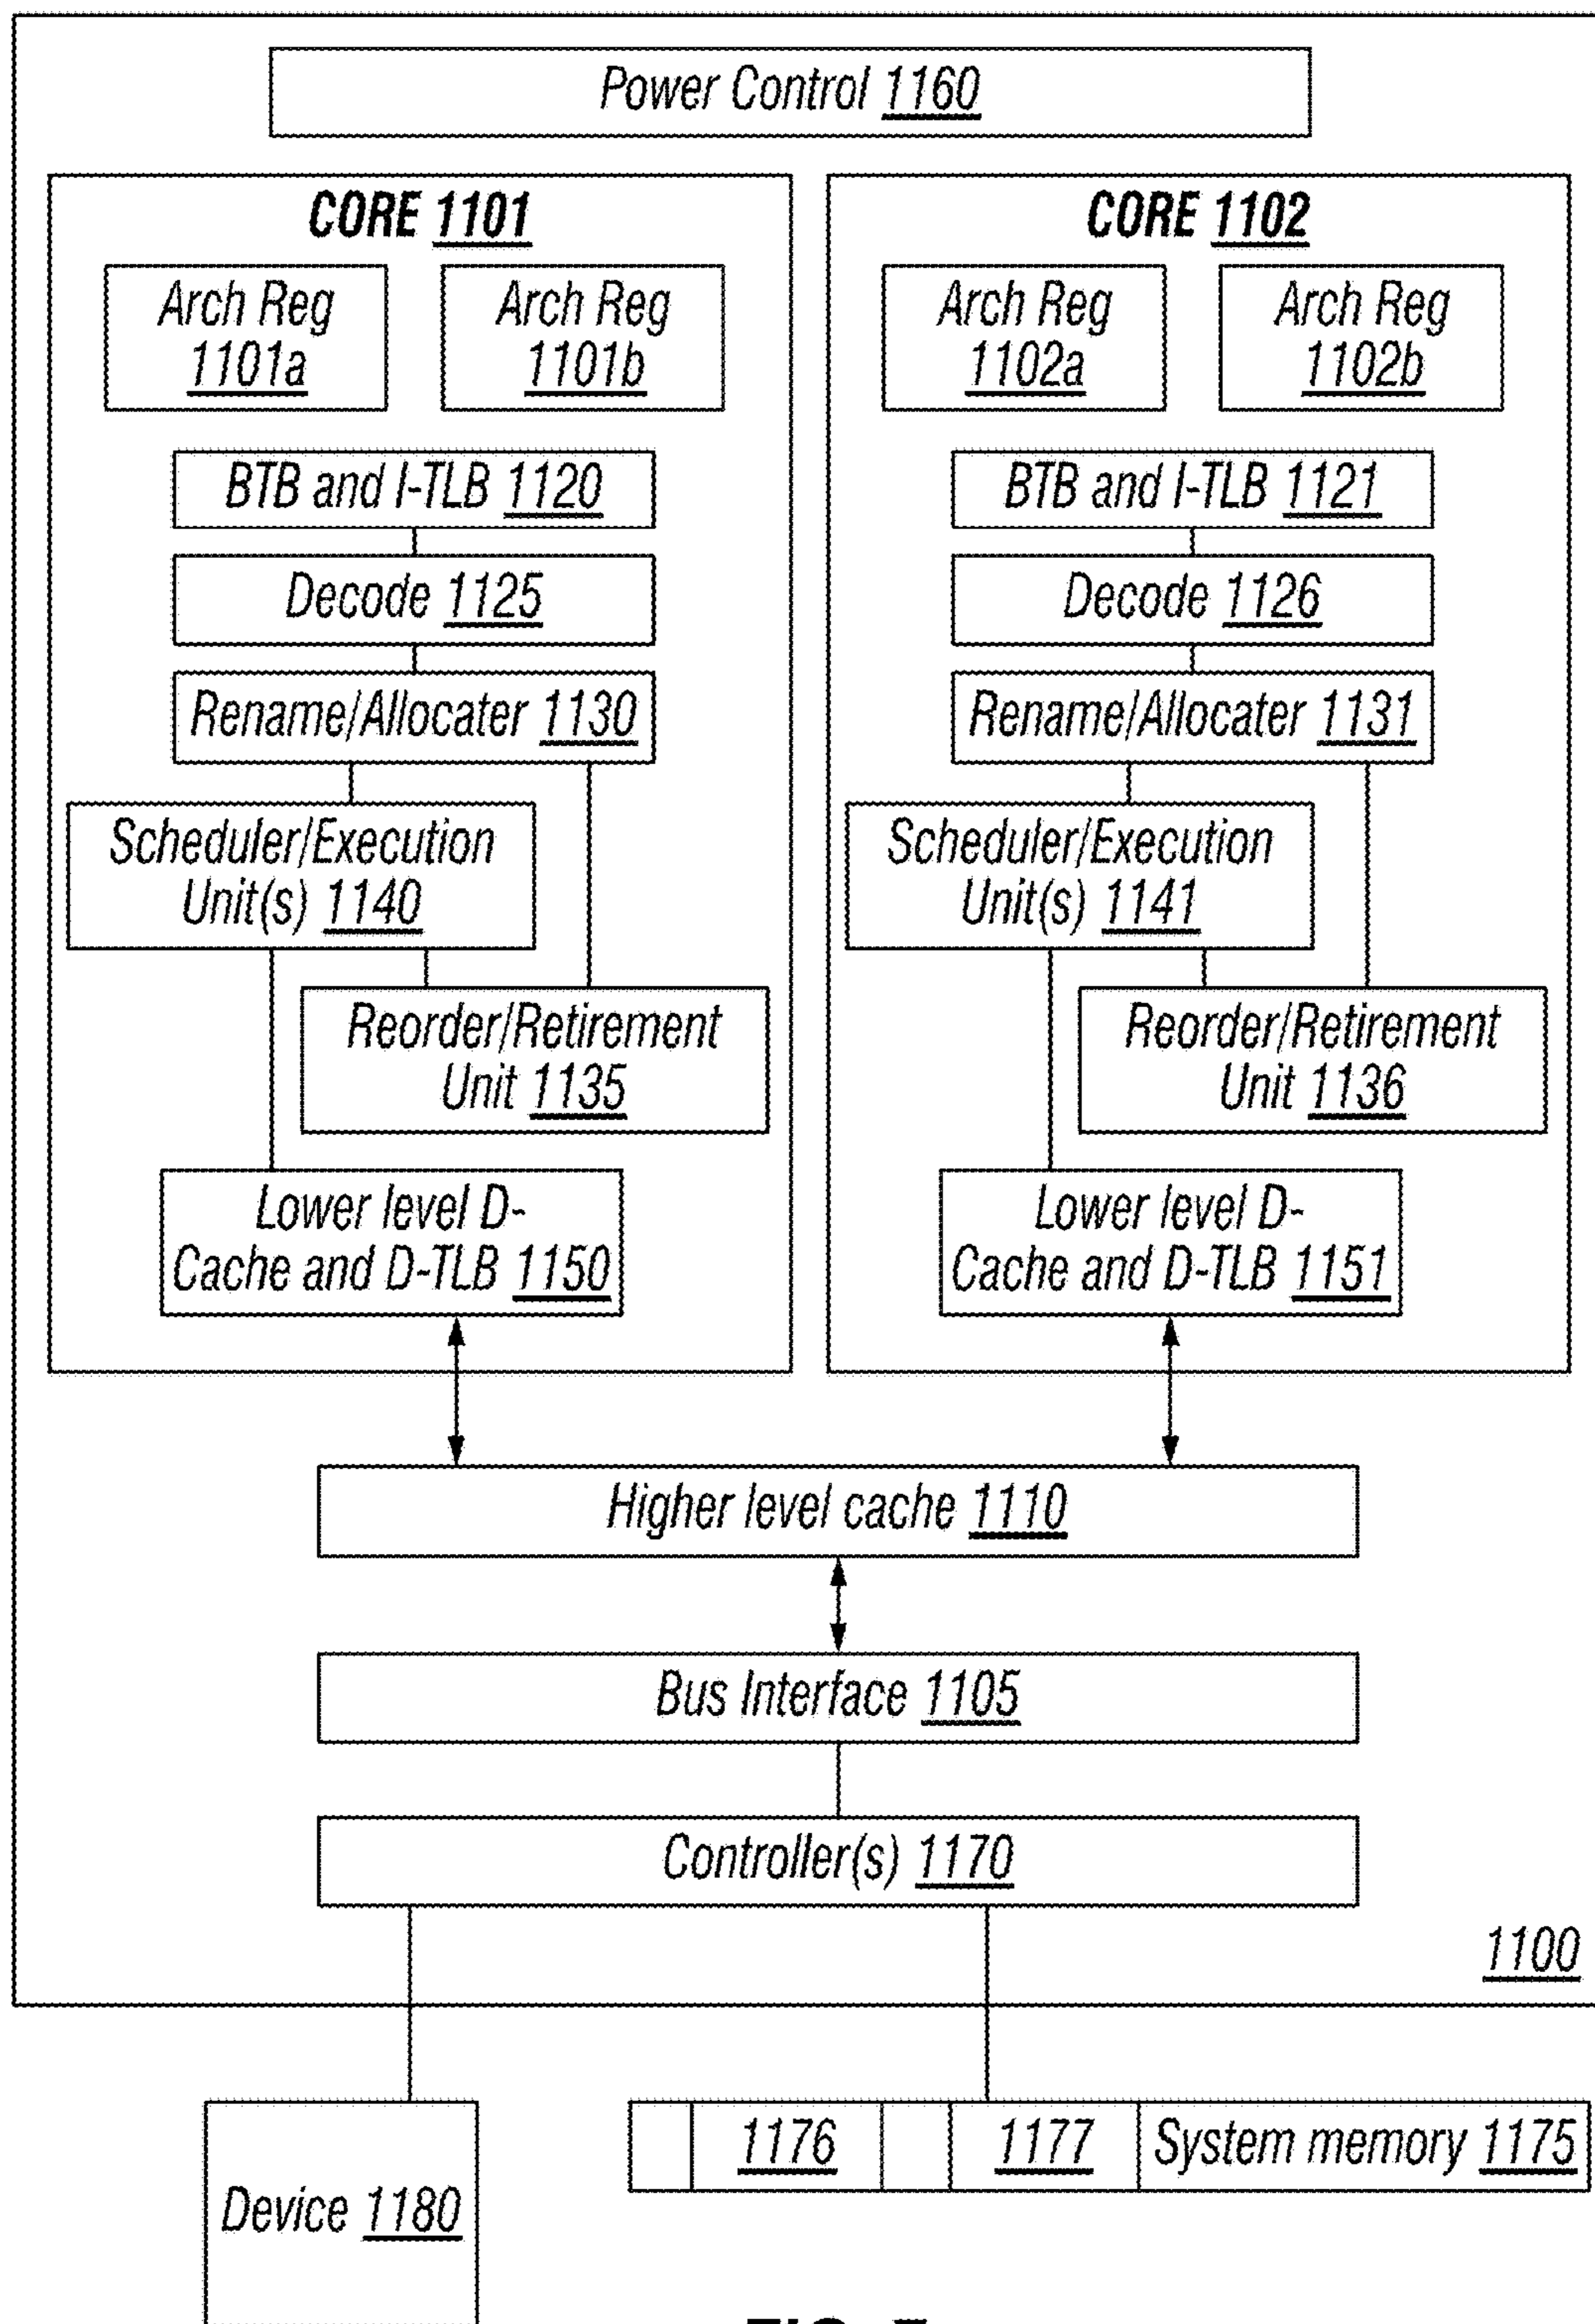 Power Control 1160
CORE 1101
Arch Reg
1101a
Arch Reg
1101b
BTB and I-TLB 1120
Decode 1125
Rename/Allocater 1130
Scheduler/Execution
Unit(s) 1140
Reorder/Retirement
Unit 1135
Lower level D-
Cache and D-TLB 1150
CORE 1102
Arch Reg
1102a
Arch Reg
1102b
BTB and I-TLB 1121
Decode 1126
Rename/Allocater 1131
Scheduler/Execution
Unit(s) 1141
Reorder/Retirement
Unit 1136
Lower level D-
Cache and D-TLB 1151
Higher level cache 1110
Bus Interface 1105
Controller(s) 1170
1100
Device 1180
1176
1177
System memory 1175